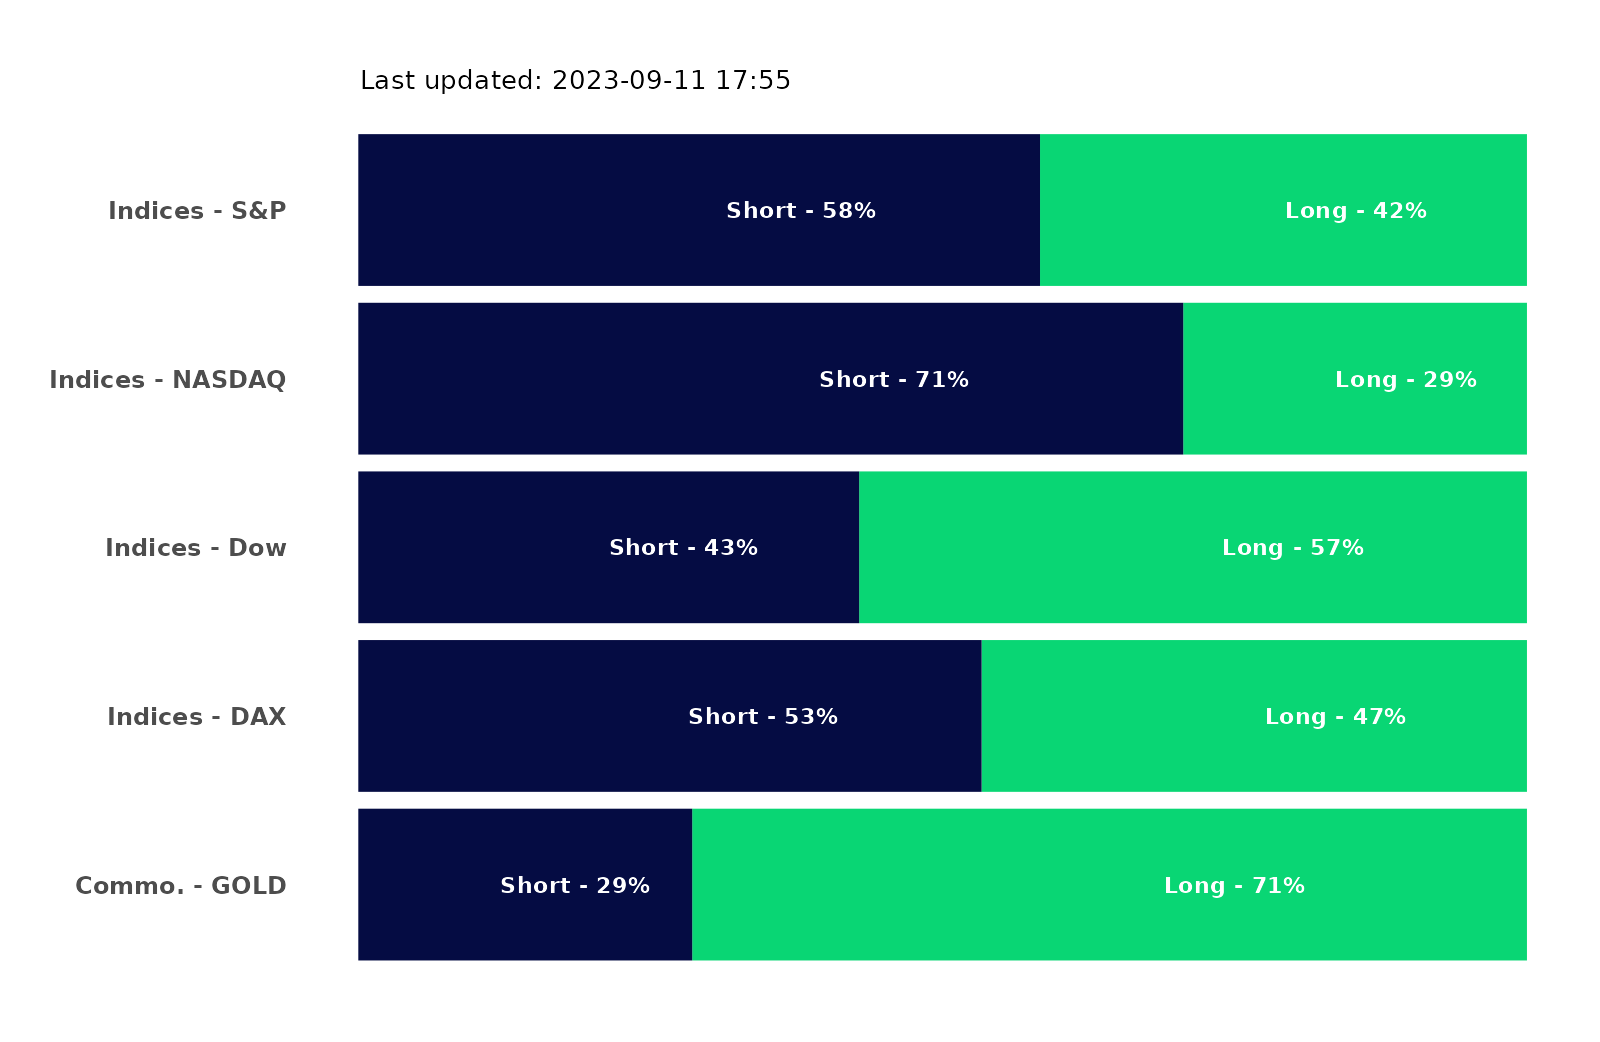 Last updated: 2023-09-11 17:55
Indices - S&P Short - 58% Long - 42%
Indices - NASDAQ Short - 71% Long - 29%
Indices - Dow Short - 43% Long - 57%
Indices - DAX Short - 53% Long - 47%
Commo. - GOLD Short - 29% Long - 71%